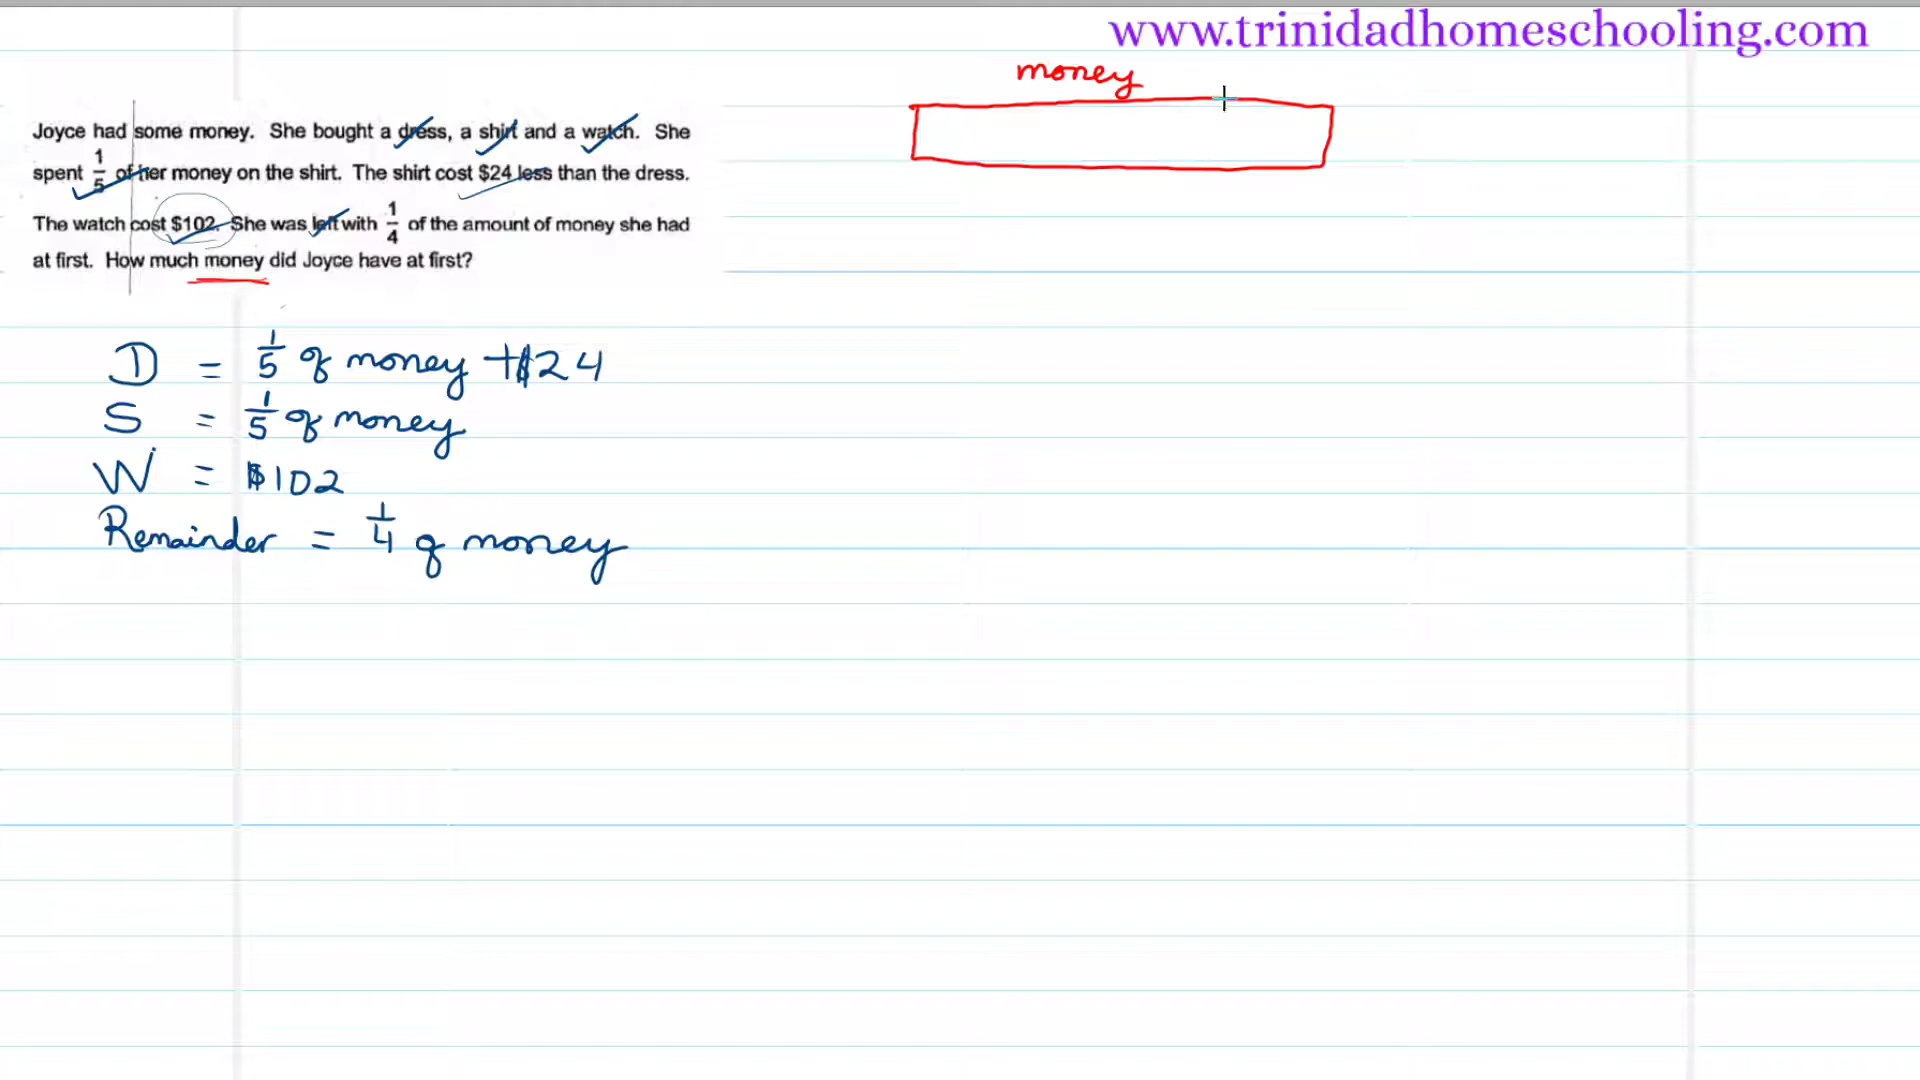 www.trinidadhomeschooling.com
money
Joyce had some money. She bought a dress, a shirt and a watch. She
spent 1/5 of her money on the shirt. The shirt cost $24 less than the dress.
The watch cost $102. She was left with 1/4 of the amount of money she had
at first. How much money did Joyce have at first?
D = 1/5 of money + $24
S = 1/5 of money
W = $102
Remainder = 1/4 of money